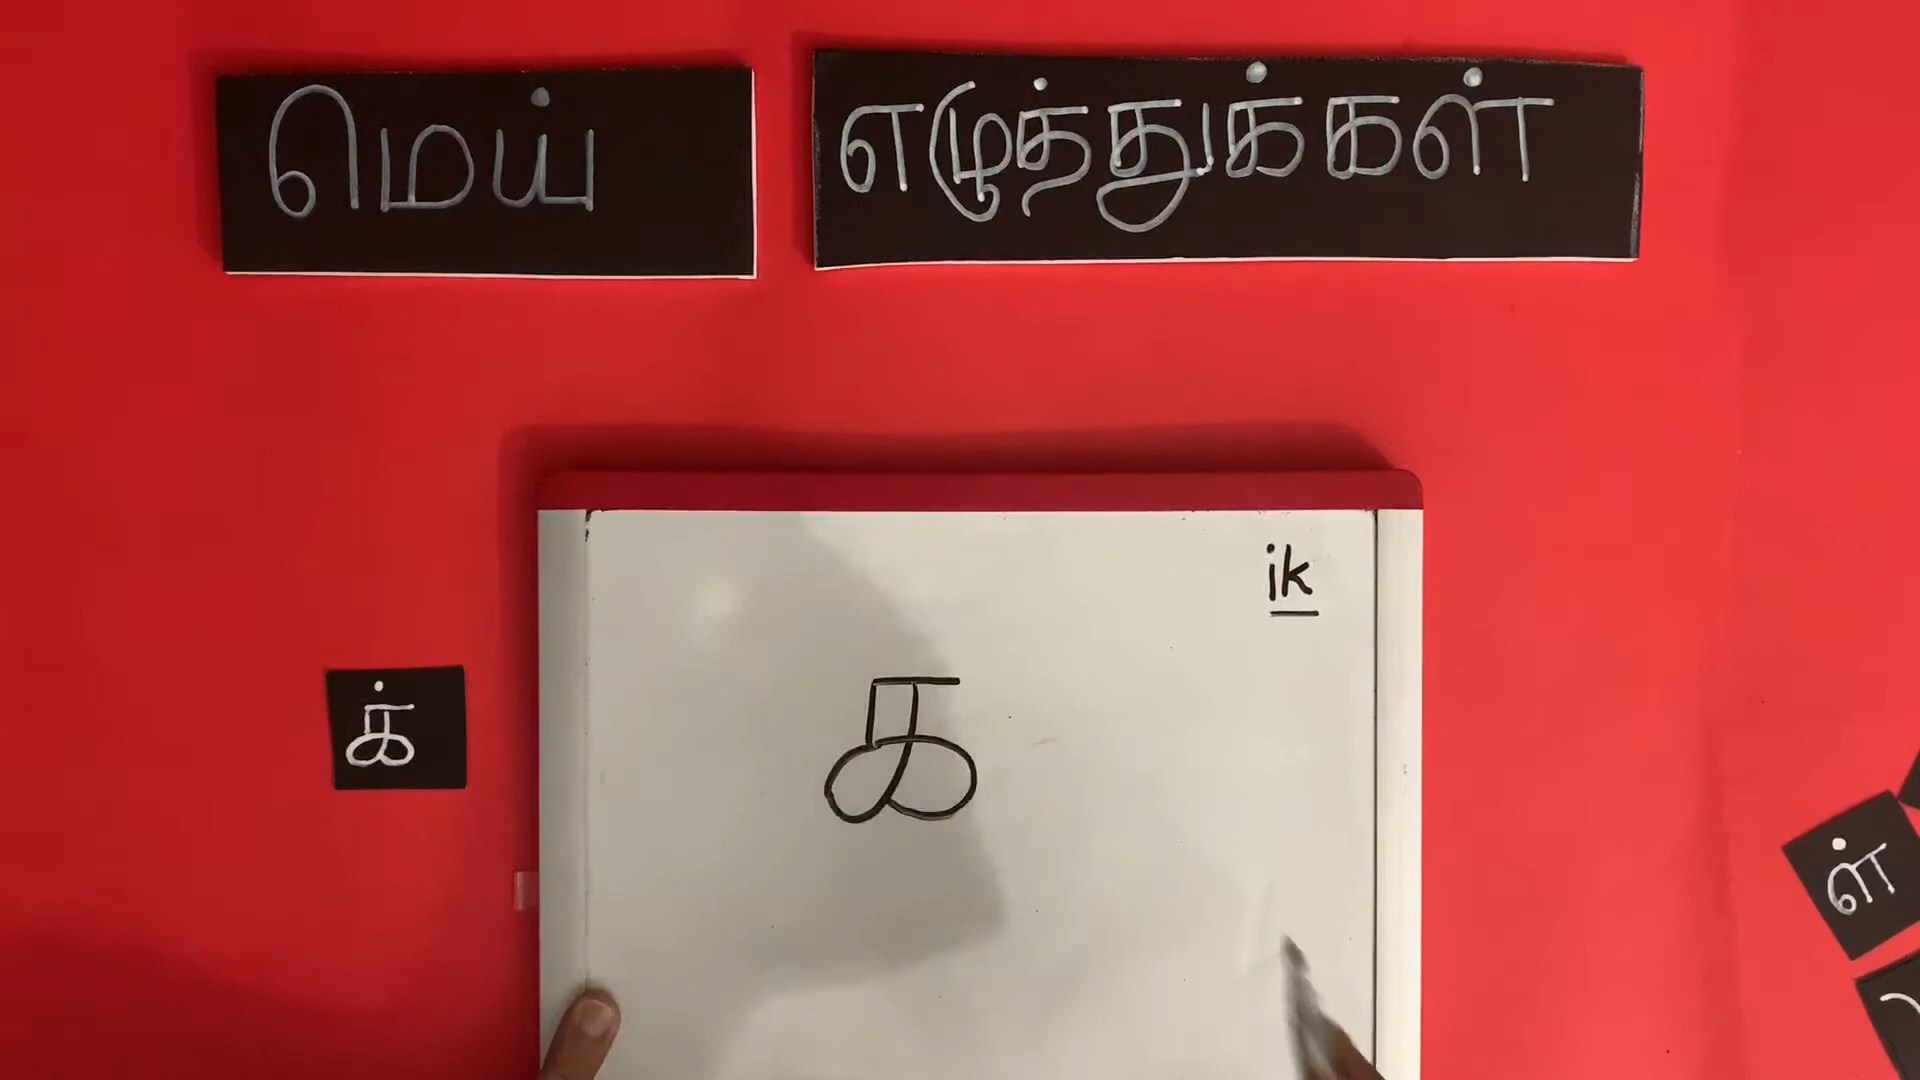 மெய் எழுத்துக்கள்
ik
க்
க
ள்